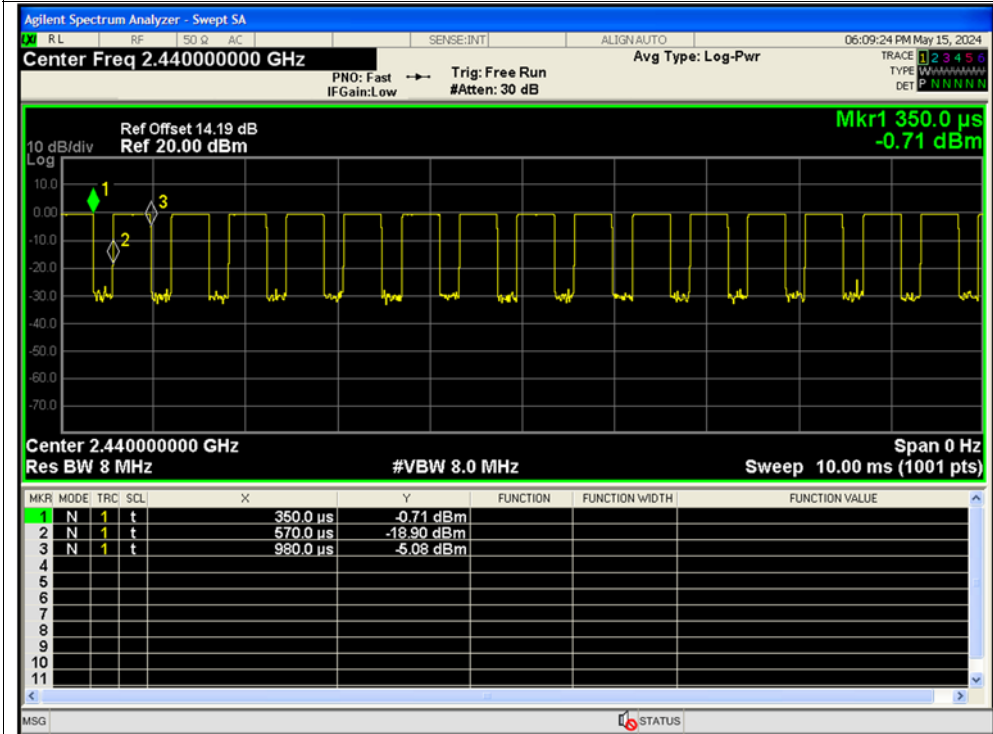 Agilent Spectrum Analyzer - Swept SA
LXI RL RF 50 Ω AC SENSE:INT ALIGNAUTO 06:09:24 PM May 15, 2024
Center Freq 2.440000000 GHz
PNO: Fast
IFGain:Low
Trig: Free Run
#Atten: 30 dB
Avg Type: Log-Pwr
TRACE 1 2 3 4 5 6
TYPE
DET P N N N N N
Mkr1 350.0 µs
-0.71 dBm
Ref Offset 14.19 dB
10 dB/div Ref 20.00 dBm
Log
10.0
0.00
-10.0
-20.0
-30.0
-40.0
-50.0
-60.0
-70.0
1
2
3
Center 2.440000000 GHz Span 0 Hz
Res BW 8 MHz #VBW 8.0 MHz Sweep 10.00 ms (1001 pts)
MKR MODE TRC SCL X Y FUNCTION FUNCTION WIDTH FUNCTION VALUE
1 N 1 t 350.0 µs -0.71 dBm
2 N 1 t 570.0 µs -18.90 dBm
3 N 1 t 980.0 µs -5.08 dBm
4
5
6
7
8
9
10
11
MSG STATUS